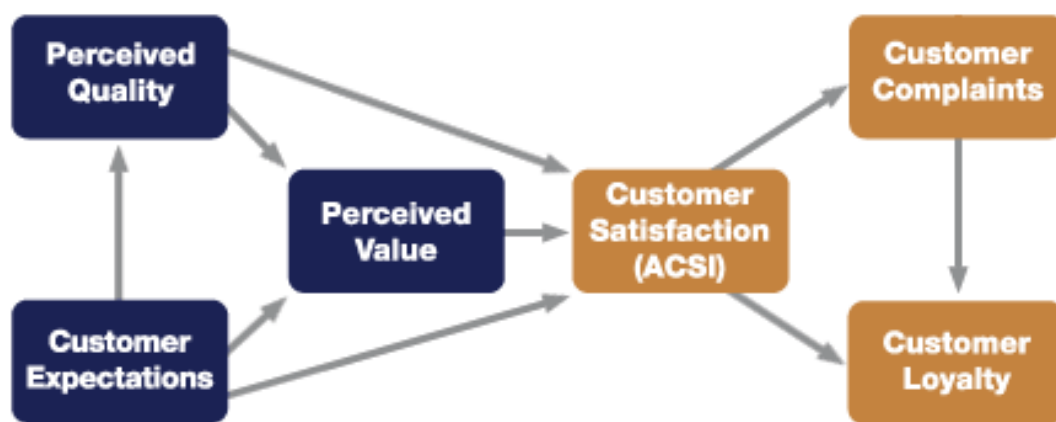 Perceived
Quality
Customer
Complaints
Perceived
Value
Customer
Satisfaction
(ACSI)
Customer
Expectations
Customer
Loyalty